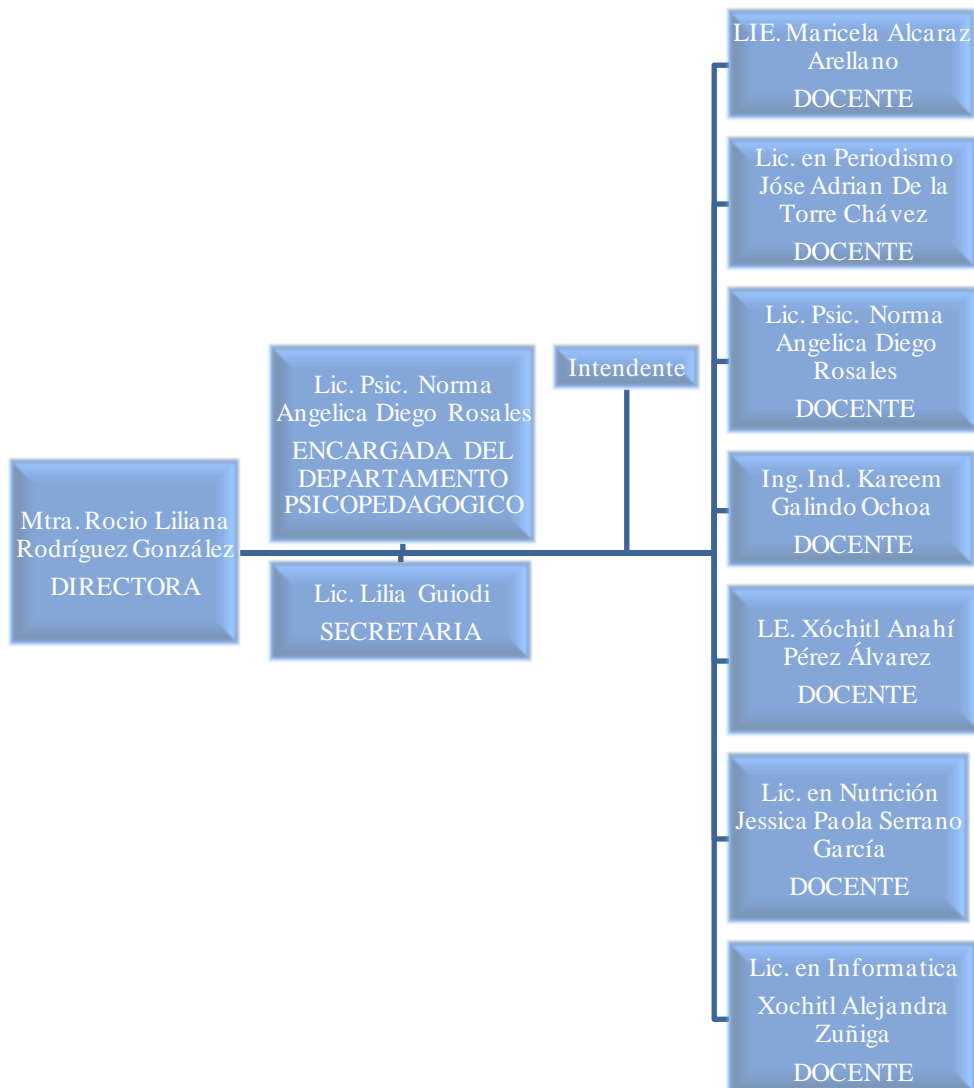 Mtra. Rocio Liliana
Rodríguez González
DIRECTORA
Lic. Psic. Norma
Angelica Diego Rosales
ENCARGADA DEL
DEPARTAMENTO
PSICOPEDAGOGICO
Lic. Lilia Guiodi
SECRETARIA
Intendente
LIE. Maricela Alcaraz
Arellano
DOCENTE
Lic. en Periodismo
Jóse Adrian De la
Torre Chávez
DOCENTE
Lic. Psic. Norma
Angelica Diego
Rosales
DOCENTE
Ing. Ind. Kareem
Galindo Ochoa
DOCENTE
LE. Xóchitl Anahí
Pérez Álvarez
DOCENTE
Lic. en Nutrición
Jessica Paola Serrano
García
DOCENTE
Lic. en Informatica
Xochitl Alejandra
Zuñiga
DOCENTE